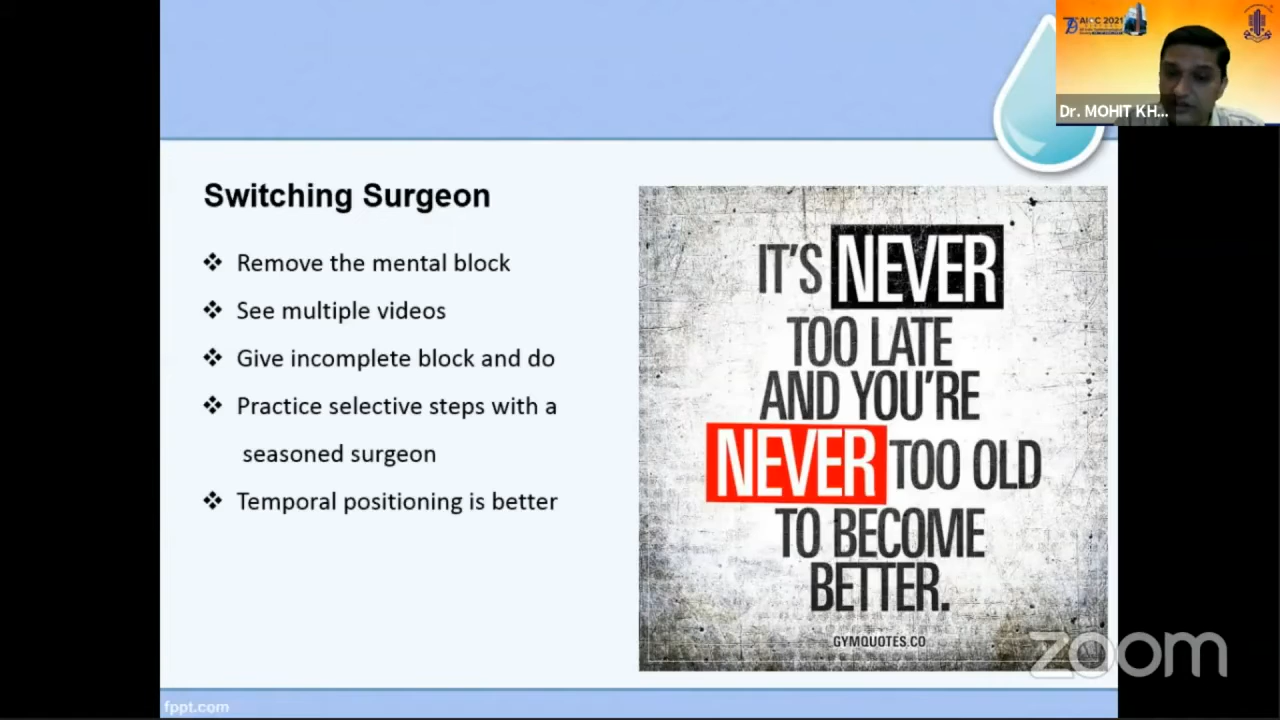 AIOC 2021
Dr. MOHIT KH...
Switching Surgeon
❖ Remove the mental block
❖ See multiple videos
❖ Give incomplete block and do
❖ Practice selective steps with a
seasoned surgeon
❖ Temporal positioning is better
IT'S NEVER
TOO LATE
AND YOU'RE
NEVER TOO OLD
TO BECOME
BETTER.
GYMQUOTES.CO
zoom
fppt.com